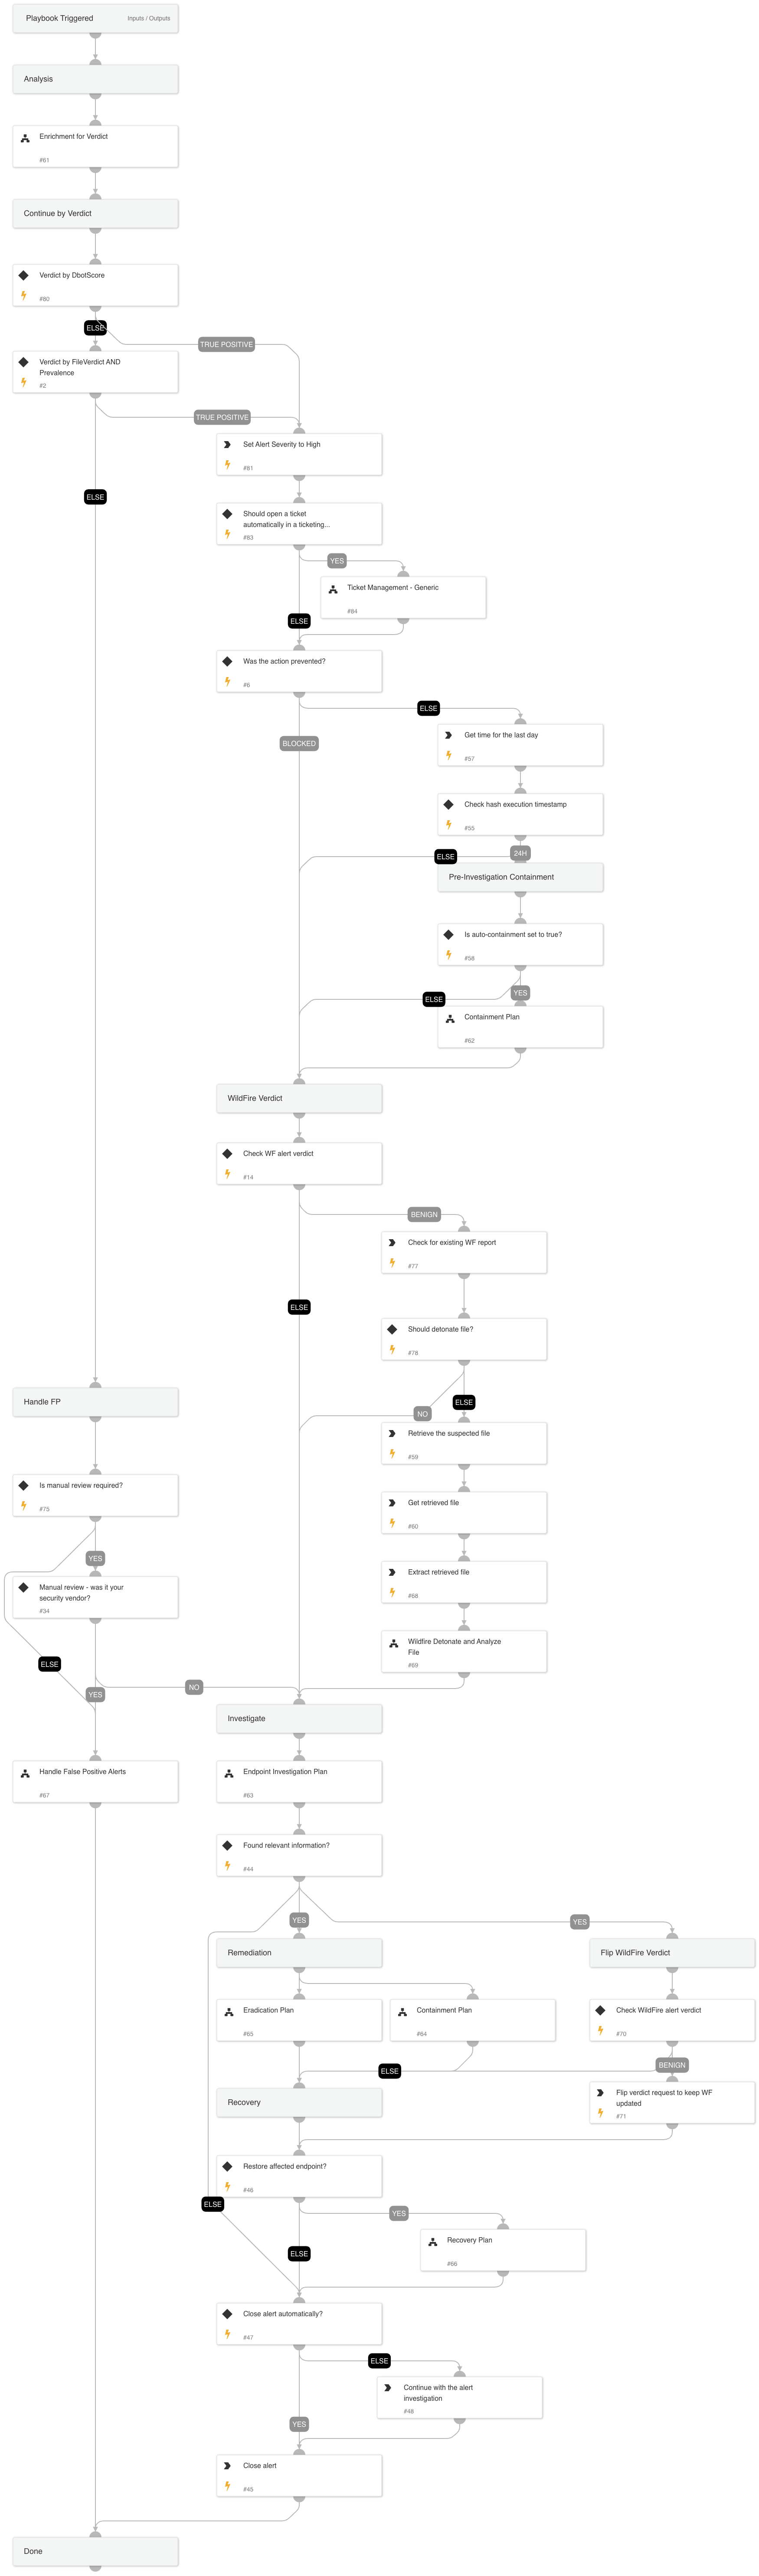 Playbook Triggered
Inputs / Outputs
Analysis
Enrichment for Verdict
#61
Continue by Verdict
Verdict by DbotScore
#80
ELSE
TRUE POSITIVE
Verdict by FileVerdict AND
Prevalence
#2
TRUE POSITIVE
Set Alert Severity to High
#81
ELSE
Should open a ticket
automatically in a ticketing...
#83
YES
Ticket Management - Generic
#84
ELSE
Was the action prevented?
#6
ELSE
BLOCKED
Get time for the last day
#57
Check hash execution timestamp
#55
24H
ELSE
Pre-Investigation Containment
Is auto-containment set to true?
#58
YES
ELSE
Containment Plan
#62
WildFire Verdict
Check WF alert verdict
#14
BENIGN
Check for existing WF report
#77
ELSE
Should detonate file?
#78
Handle FP
ELSE
NO
Retrieve the suspected file
#59
Is manual review required?
#75
Get retrieved file
#60
YES
Extract retrieved file
#68
Manual review - was it your
security vendor?
#34
Wildfire Detonate and Analyze
File
#69
ELSE
NO
YES
Investigate
Handle False Positive Alerts
#67
Endpoint Investigation Plan
#63
Found relevant information?
#44
YES
YES
Remediation
Flip WildFire Verdict
Eradication Plan
#65
Containment Plan
#64
Check WildFire alert verdict
#70
BENIGN
ELSE
Recovery
Flip verdict request to keep WF
updated
#71
Restore affected endpoint?
#46
ELSE
YES
Recovery Plan
#66
ELSE
Close alert automatically?
#47
ELSE
Continue with the alert
investigation
#48
YES
Close alert
#45
Done